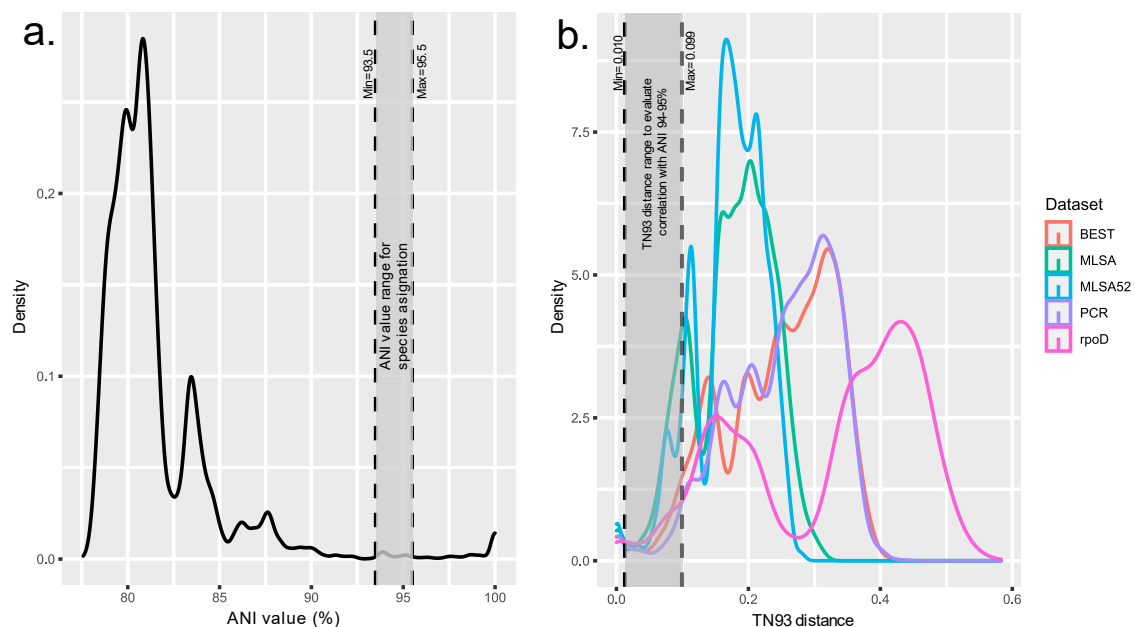 a.
Min=93.5
Max=95.5
ANI value range for
species asignation
Density
0,2
0.1
0.0
80
85
90
95
100
ANI value (%)
b.
Min=0.010
Max=0.099
TN93 distance range to evaluate
correlation with ANI 94-95%
Density
7.5
5.0
2.5
0.0
0.0
0.2
0.4
0.6
TN93 distance
Dataset
BEST
MLSA
MLSA52
PCR
rpoD